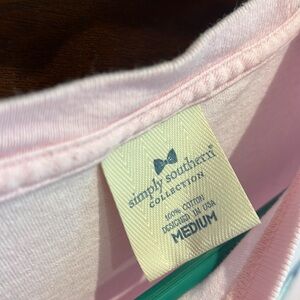 simply southern
COLLECTION
100% COTTON
DESIGNED IN USA
MEDIUM